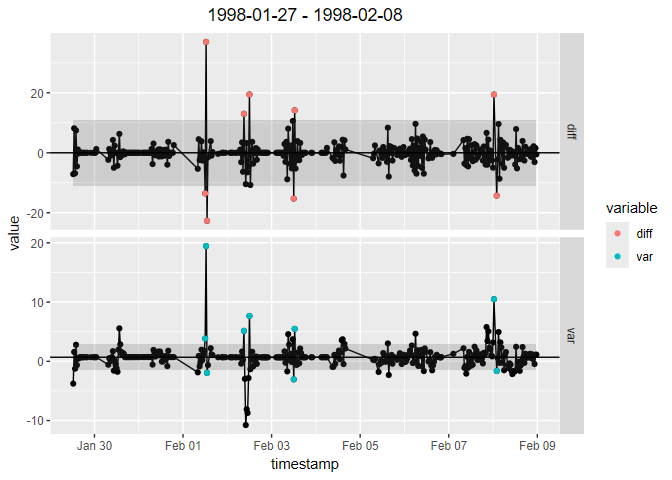 1998-01-27 - 1998-02-08
value
20
0
-20
diff
20
10
0
-10
var
Jan 30
Feb 01
Feb 03
Feb 05
Feb 07
Feb 09
timestamp
variable
diff
var